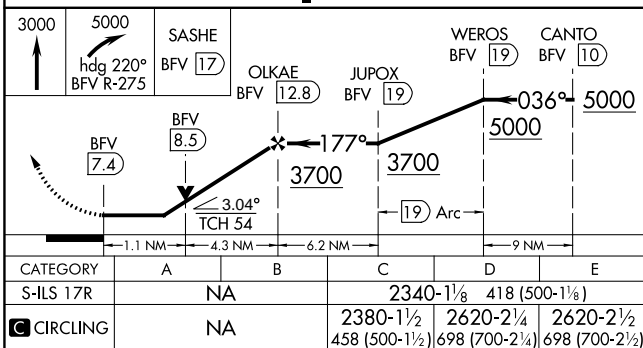 3000
5000
hdg 220°
BFV R-275
SASHE
BFV 17
WEROS
BFV 19
CANTO
BFV 10
OLKAE
BFV 12.8
JUPOX
BFV 19
BFV
8.5
BFV
7.4
036°
5000
5000
177°
3700
3700
3.04°
TCH 54
19 Arc
1.1 NM
4.3 NM
6.2 NM
9 NM
CATEGORY A B C D E
S-ILS 17R NA 2340-1⅛ 418 (500-1⅛)
C CIRCLING NA 2380-1½ 2620-2¼ 2620-2½
458 (500-1½) 698 (700-2¼) 698 (700-2½)